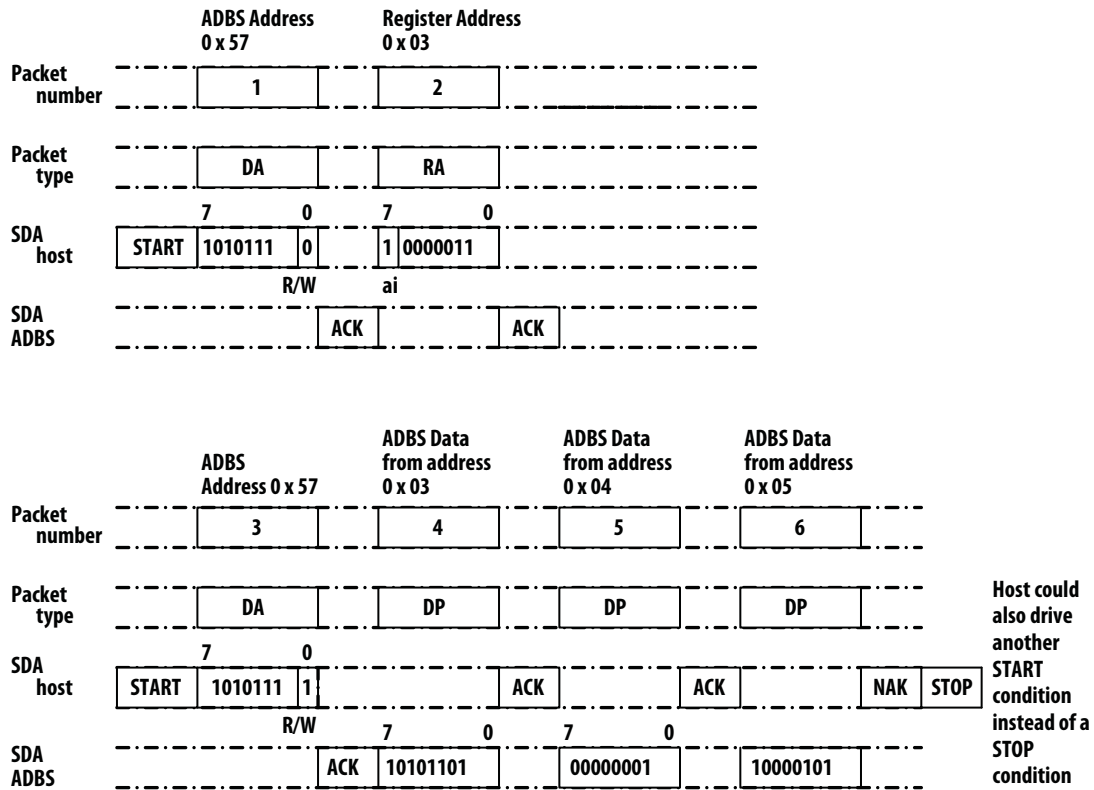 ADBS Address
0 x 57
Register Address
0 x 03
Packet
number
1
2
Packet
type
DA
RA
7
0
7
0
SDA
host
START
1010111
0
1
0000011
R/W
ai
SDA
ADBS
ACK
ACK
ADBS
Address 0 x 57
ADBS Data
from address
0 x 03
ADBS Data
from address
0 x 04
ADBS Data
from address
0 x 05
Packet
number
3
4
5
6
Packet
type
DA
DP
DP
DP
7
0
SDA
host
START
1010111
1
ACK
ACK
NAK
STOP
R/W
7
0
7
0
SDA
ADBS
ACK
10101101
00000001
10000101
Host could
also drive
another
START
condition
instead of a
STOP
condition